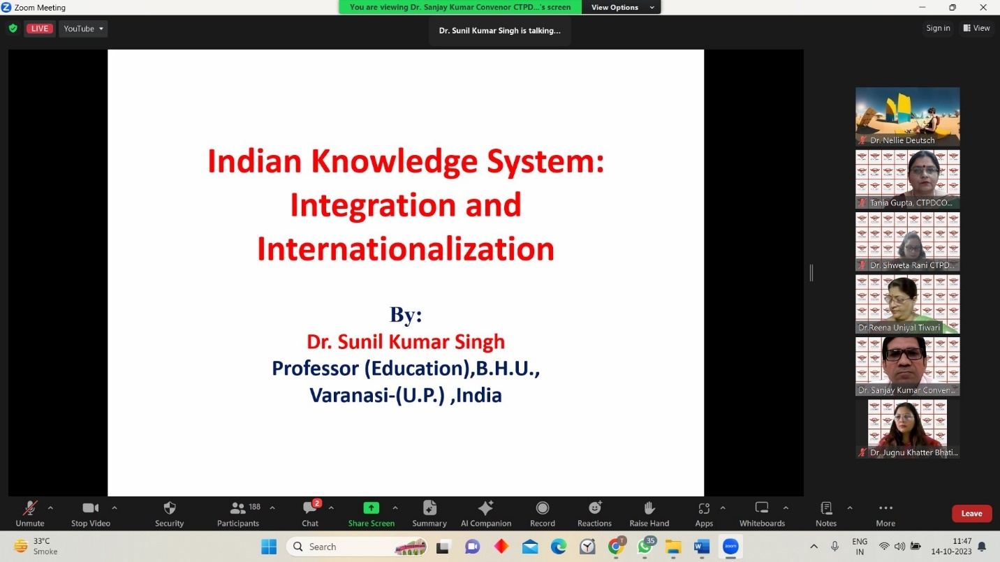 Zoom Meeting
You are viewing Dr. Sanjay Kumar Convenor CTPD...'s screen
View Options
LIVE
YouTube
Dr. Sunil Kumar Singh is talking...
Sign in
View
Indian Knowledge System:
Integration and
Internationalization
By:
Dr. Sunil Kumar Singh
Professor (Education),B.H.U.,
Varanasi-(U.P.) ,India
Dr. Nellie Deutsch
Tania Gupta, CTPDCO...
Dr. Shweta Rani CTPD...
Dr.Reena Uniyal Tiwari
Dr. Sanjay Kumar Conven...
Dr. Jugnu Khatter Bhati...
Unmute
Stop Video
Security
Participants
188
Chat
2
Share Screen
Summary
AI Companion
Record
Reactions
Raise Hand
Apps
Whiteboards
Notes
More
Leave
33°C
Smoke
Search
T
35
W
zoom
ENG
IN
11:47
14-10-2023